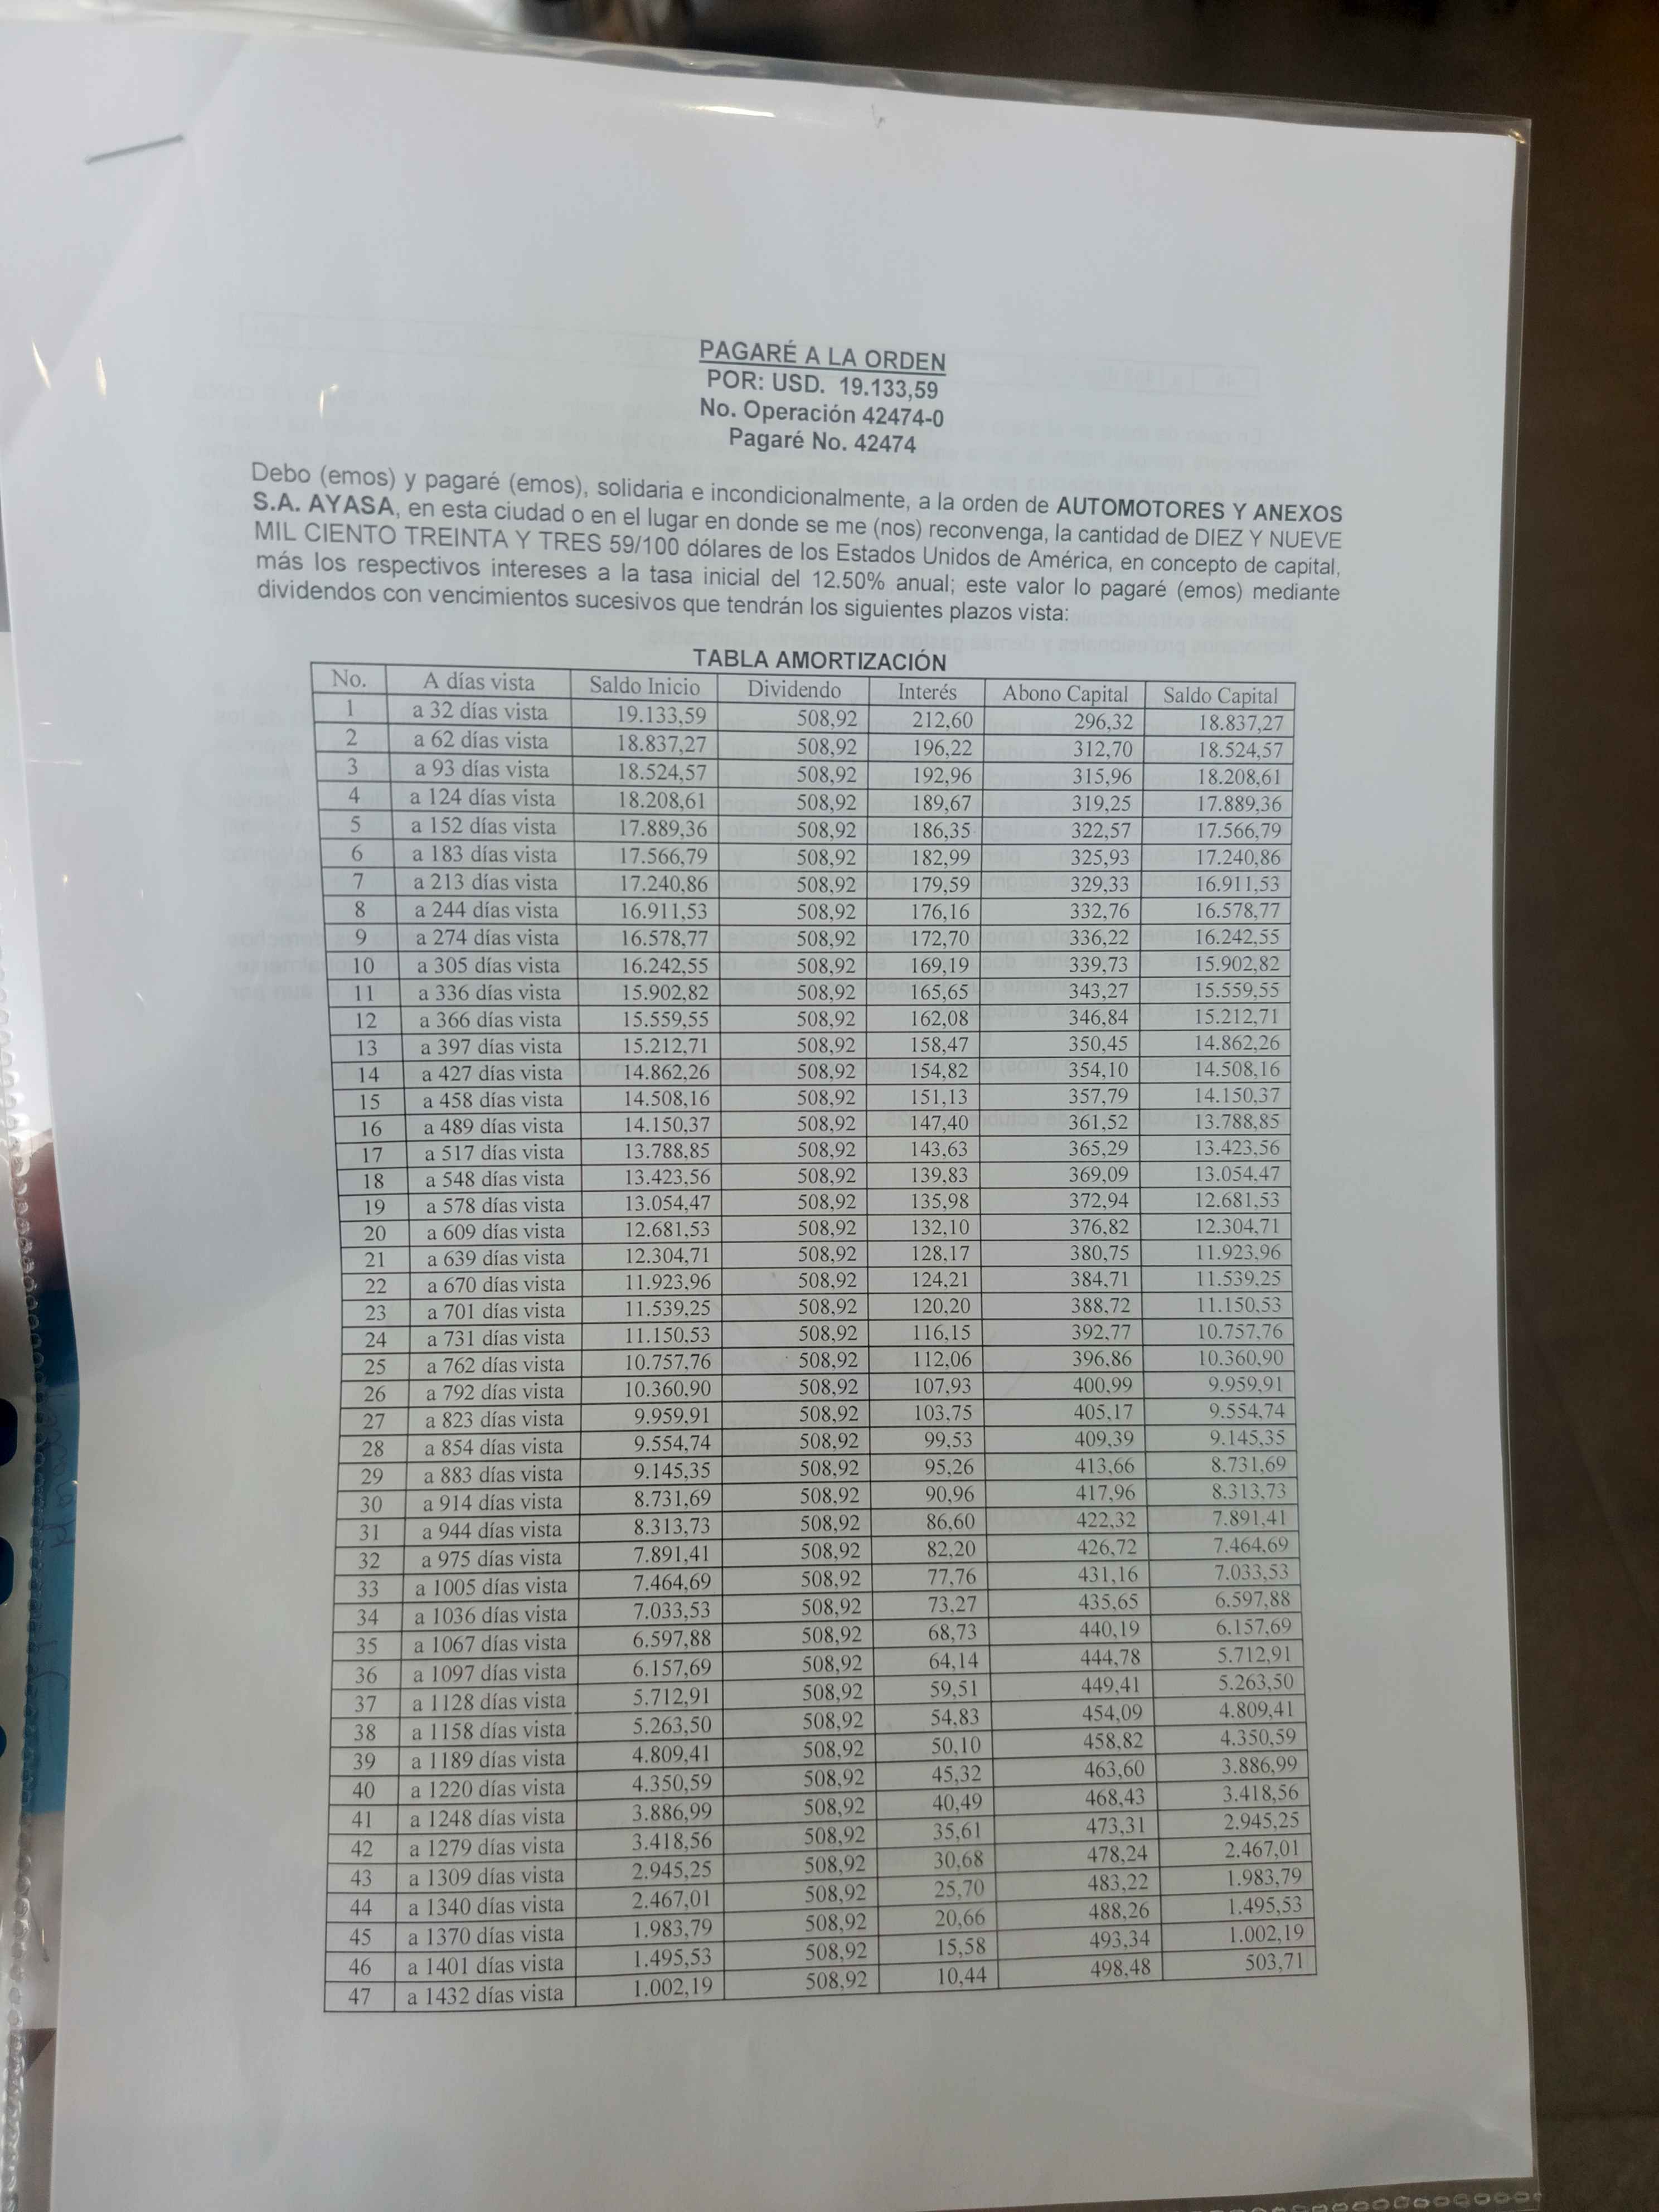 PAGARÉ A LA ORDEN
POR: USD. 19.133,59
No. Operación 42474-0
Pagaré No. 42474
Debo (emos) y pagaré (emos), solidaria e incondicionalmente, a la orden de AUTOMOTORES Y ANEXOS
S.A. AYASA, en esta ciudad o en el lugar en donde se me (nos) reconvenga, la cantidad de DIEZ Y NUEVE
MIL CIENTO TREINTA Y TRES 59/100 dólares de los Estados Unidos de América, en concepto de capital,
más los respectivos intereses a la tasa inicial del 12.50% anual; este valor lo pagaré (emos) mediante
dividendos con vencimientos sucesivos que tendrán los siguientes plazos vista:
TABLA AMORTIZACIÓN
No. A días vista Saldo Inicio Dividendo Interés Abono Capital Saldo Capital
1 a 32 días vista 19.133,59 508,92 212,60 296,32 18.837,27
2 a 62 días vista 18.837,27 508,92 196,22 312,70 18.524,57
3 a 93 días vista 18.524,57 508,92 192,96 315,96 18.208,61
4 a 124 días vista 18.208,61 508,92 189,67 319,25 17.889,36
5 a 152 días vista 17.889,36 508,92 186,35 322,57 17.566,79
6 a 183 días vista 17.566,79 508,92 182,99 325,93 17.240,86
7 a 213 días vista 17.240,86 508,92 179,59 329,33 16.911,53
8 a 244 días vista 16.911,53 508,92 176,16 332,76 16.578,77
9 a 274 días vista 16.578,77 508,92 172,70 336,22 16.242,55
10 a 305 días vista 16.242,55 508,92 169,19 339,73 15.902,82
11 a 336 días vista 15.902,82 508,92 165,65 343,27 15.559,55
12 a 366 días vista 15.559,55 508,92 162,08 346,84 15.212,71
13 a 397 días vista 15.212,71 508,92 158,47 350,45 14.862,26
14 a 427 días vista 14.862,26 508,92 154,82 354,10 14.508,16
15 a 458 días vista 14.508,16 508,92 151,13 357,79 14.150,37
16 a 489 días vista 14.150,37 508,92 147,40 361,52 13.788,85
17 a 517 días vista 13.788,85 508,92 143,63 365,29 13.423,56
18 a 548 días vista 13.423,56 508,92 139,83 369,09 13.054,47
19 a 578 días vista 13.054,47 508,92 135,98 372,94 12.681,53
20 a 609 días vista 12.681,53 508,92 132,10 376,82 12.304,71
21 a 639 días vista 12.304,71 508,92 128,17 380,75 11.923,96
22 a 670 días vista 11.923,96 508,92 124,21 384,71 11.539,25
23 a 701 días vista 11.539,25 508,92 120,20 388,72 11.150,53
24 a 731 días vista 11.150,53 508,92 116,15 392,77 10.757,76
25 a 762 días vista 10.757,76 508,92 112,06 396,86 10.360,90
26 a 792 días vista 10.360,90 508,92 107,93 400,99 9.959,91
27 a 823 días vista 9.959,91 508,92 103,75 405,17 9.554,74
28 a 854 días vista 9.554,74 508,92 99,53 409,39 9.145,35
29 a 883 días vista 9.145,35 508,92 95,26 413,66 8.731,69
30 a 914 días vista 8.731,69 508,92 90,96 417,96 8.313,73
31 a 944 días vista 8.313,73 508,92 86,60 422,32 7.891,41
32 a 975 días vista 7.891,41 508,92 82,20 426,72 7.464,69
33 a 1005 días vista 7.464,69 508,92 77,76 431,16 7.033,53
34 a 1036 días vista 7.033,53 508,92 73,27 435,65 6.597,88
35 a 1067 días vista 6.597,88 508,92 68,73 440,19 6.157,69
36 a 1097 días vista 6.157,69 508,92 64,14 444,78 5.712,91
37 a 1128 días vista 5.712,91 508,92 59,51 449,41 5.263,50
38 a 1158 días vista 5.263,50 508,92 54,83 454,09 4.809,41
39 a 1189 días vista 4.809,41 508,92 50,10 458,82 4.350,59
40 a 1220 días vista 4.350,59 508,92 45,32 463,60 3.886,99
41 a 1248 días vista 3.886,99 508,92 40,49 468,43 3.418,56
42 a 1279 días vista 3.418,56 508,92 35,61 473,31 2.945,25
43 a 1309 días vista 2.945,25 508,92 30,68 478,24 2.467,01
44 a 1340 días vista 2.467,01 508,92 25,70 483,22 1.983,79
45 a 1370 días vista 1.983,79 508,92 20,66 488,26 1.495,53
46 a 1401 días vista 1.495,53 508,92 15,58 493,34 1.002,19
47 a 1432 días vista 1.002,19 508,92 10,44 498,48 503,71